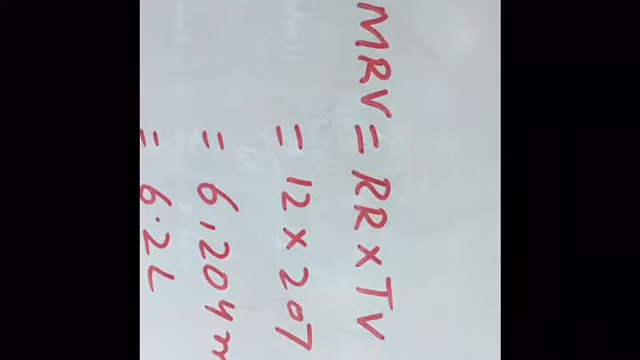 MRV = RR x TV
= 12 x 207
= 6,204 m
= 6.2L